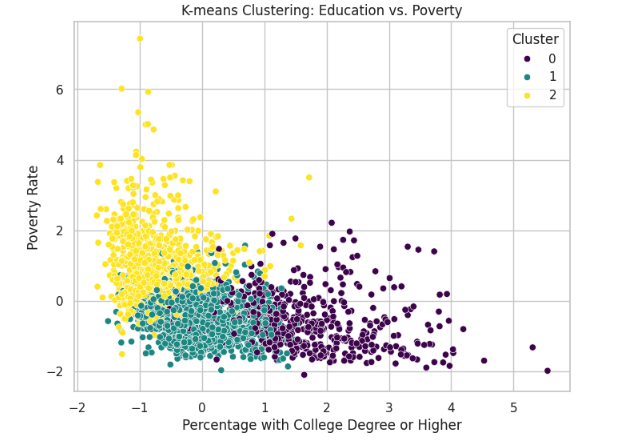 K-means Clustering: Education vs. Poverty
Cluster
0
1
2
6
4
2
0
−2
Poverty Rate
−2 −1 0 1 2 3 4 5
Percentage with College Degree or Higher